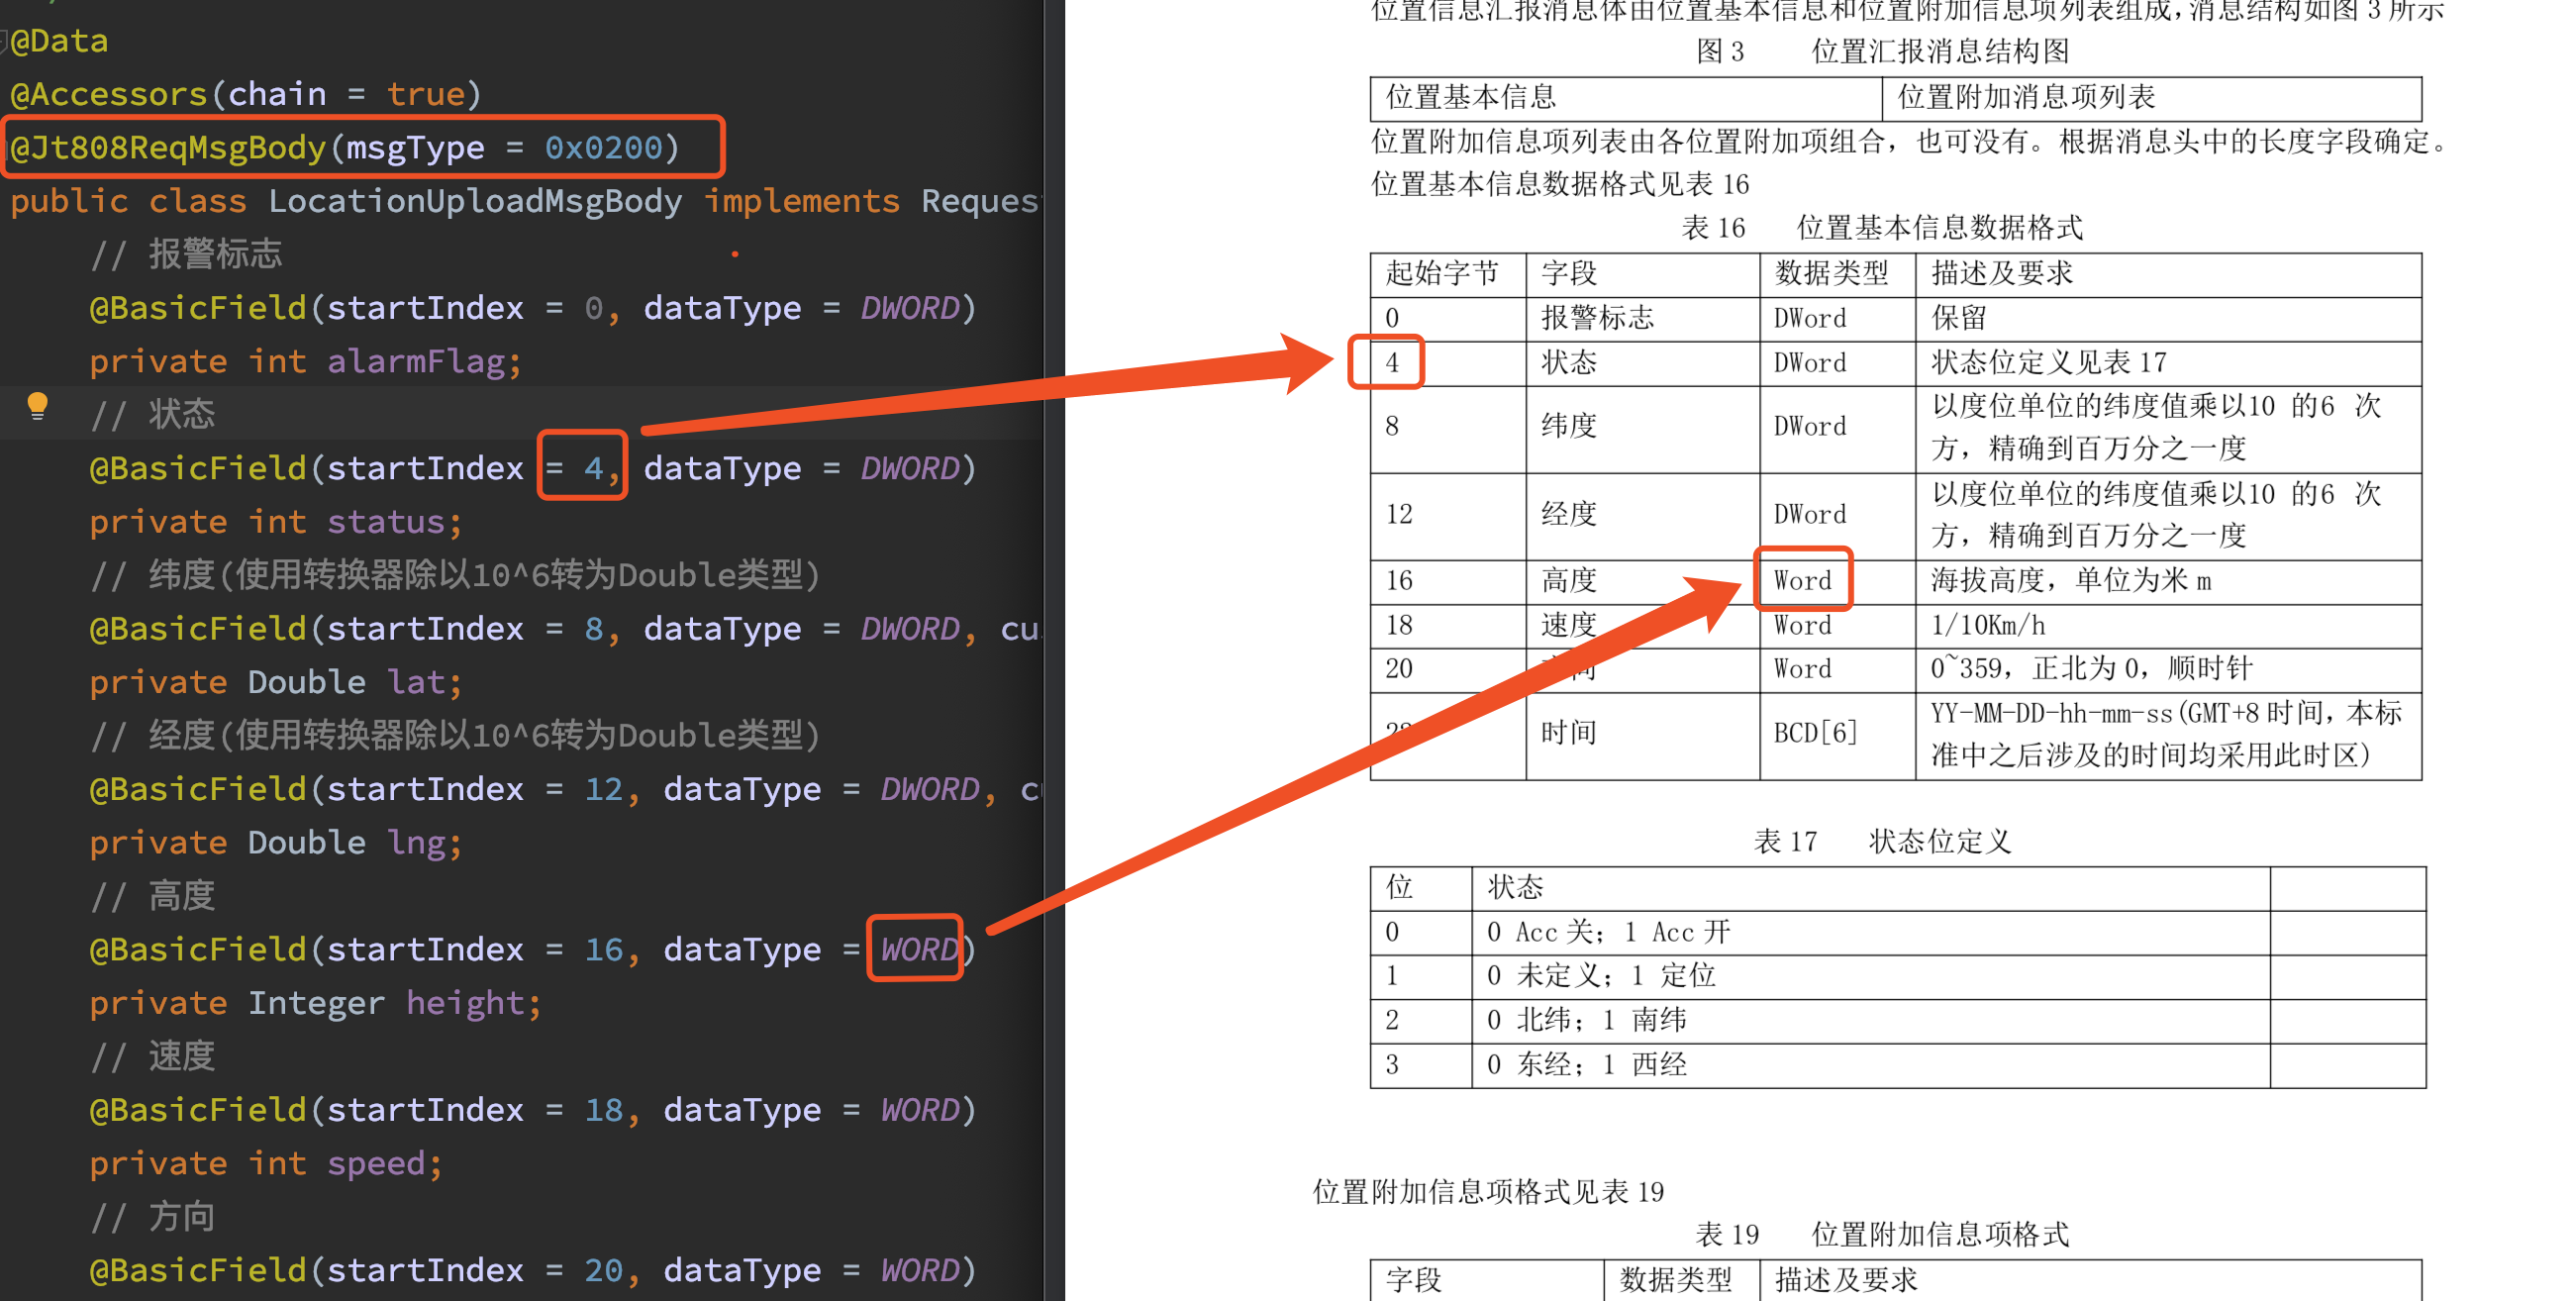 @Data
@Accessors(chain = true)
@Jt808ReqMsgBody(msgType = 0x0200)
public class LocationUploadMsgBody implements Reques
// 报警标志
@BasicField(startIndex = 0, dataType = DWORD)
private int alarmFlag;
// 状态
@BasicField(startIndex = 4, dataType = DWORD)
private int status;
// 纬度(使用转换器除以10^6转为Double类型)
@BasicField(startIndex = 8, dataType = DWORD, cu
private Double lat;
// 经度(使用转换器除以10^6转为Double类型)
@BasicField(startIndex = 12, dataType = DWORD, cu
private Double lng;
// 高度
@BasicField(startIndex = 16, dataType = WORD)
private Integer height;
// 速度
@BasicField(startIndex = 18, dataType = WORD)
private int speed;
// 方向
@BasicField(startIndex = 20, dataType = WORD)
位置信息汇报消息体由位置基本信息和位置附加信息项列表组成,消息结构如图 3 所示
图 3 位置汇报消息结构图
位置基本信息 位置附加消息项列表
位置附加信息项列表由各位置附加项组合，也可没有。根据消息头中的长度字段确定。
位置基本信息数据格式见表 16
表 16 位置基本信息数据格式
起始字节 字段 数据类型 描述及要求
0 报警标志 DWord 保留
4 状态 DWord 状态位定义见表 17
8 纬度 DWord 以度位单位的纬度值乘以10 的6 次
方，精确到百万分之一度
12 经度 DWord 以度位单位的纬度值乘以10 的6 次
方，精确到百万分之一度
16 高度 Word 海拔高度，单位为米 m
18 速度 Word 1/10Km/h
20 Word 0~359，正北为 0，顺时针
时间 BCD[6] YY-MM-DD-hh-mm-ss(GMT+8 时间,本标
准中之后涉及的时间均采用此时区)
表 17 状态位定义
位 状态
0 0 Acc 关；1 Acc 开
1 0 未定义；1 定位
2 0 北纬；1 南纬
3 0 东经；1 西经
位置附加信息项格式见表 19
表 19 位置附加信息项格式
字段 数据类型 描述及要求